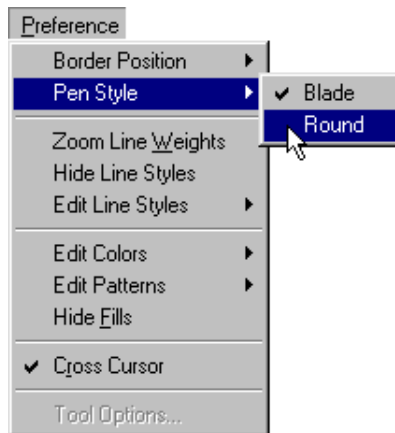 Preference
Border Position
Pen Style
Blade
Round
Zoom Line Weights
Hide Line Styles
Edit Line Styles
Edit Colors
Edit Patterns
Hide Fills
Cross Cursor
Tool Options...